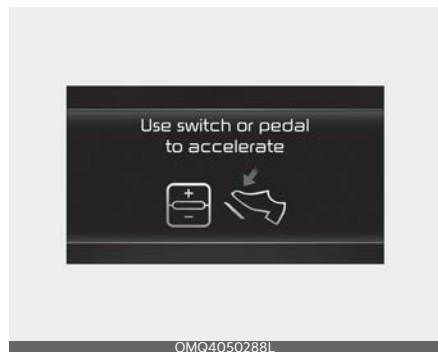 Use switch or pedal
to accelerate
+
−
OMQ4050288L